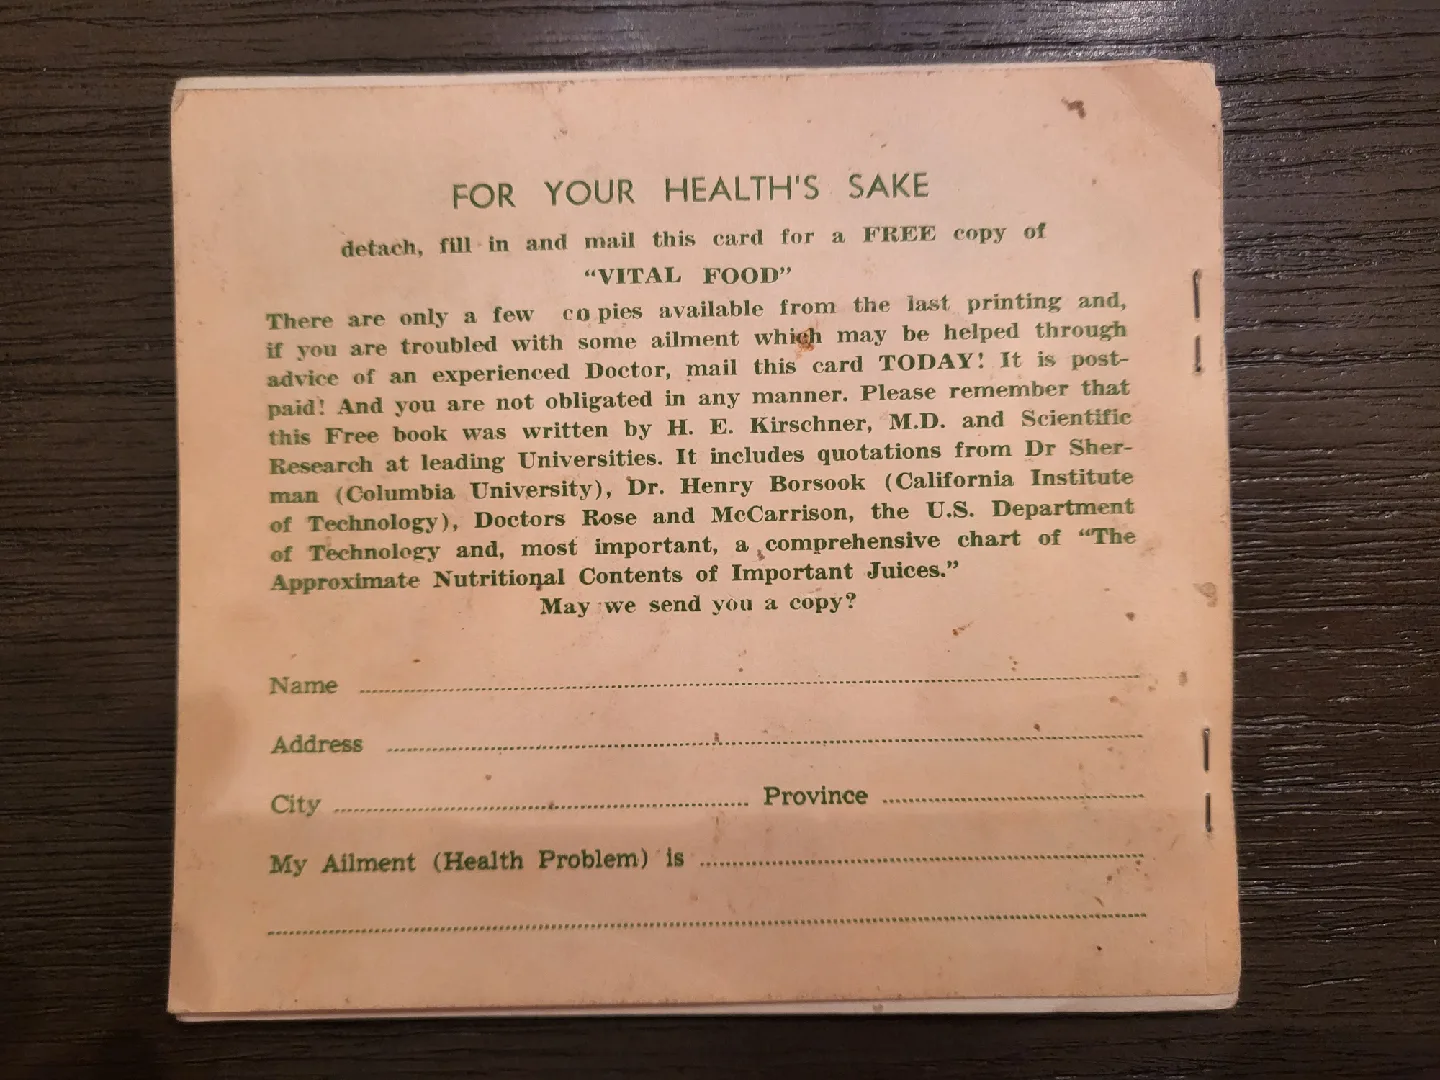 FOR YOUR HEALTH'S SAKE
detach, fill in and mail this card for a FREE copy of
“VITAL FOOD”
There are only a few co pies available from the last printing and,
if you are troubled with some ailment which may be helped through
advice of an experienced Doctor, mail this card TODAY! It is post-
paid! And you are not obligated in any manner. Please remember that
this Free book was written by H. E. Kirschner, M.D. and Scientific
Research at leading Universities. It includes quotations from Dr Sher-
man (Columbia University), Dr. Henry Borsook (California Institute
of Technology), Doctors Rose and McCarrison, the U.S. Department
of Technology and, most important, a comprehensive chart of “The
Approximate Nutritional Contents of Important Juices.”
May we send you a copy?
Name
Address
City Province
My Ailment (Health Problem) is